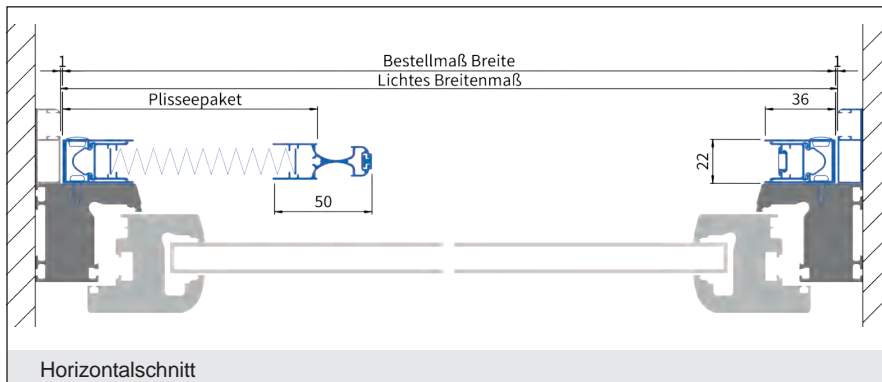 1 Bestellmaß Breite 1
Lichtes Breitenmaß
Plisseepaket 36
22
50
Horizontalschnitt